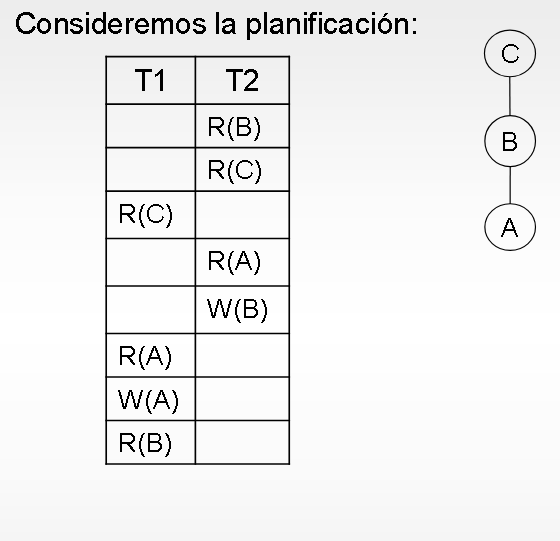 Consideremos la planificación:
T1 T2
R(B)
R(C)
R(C)
R(A)
W(B)
R(A)
W(A)
R(B)
C
B
A